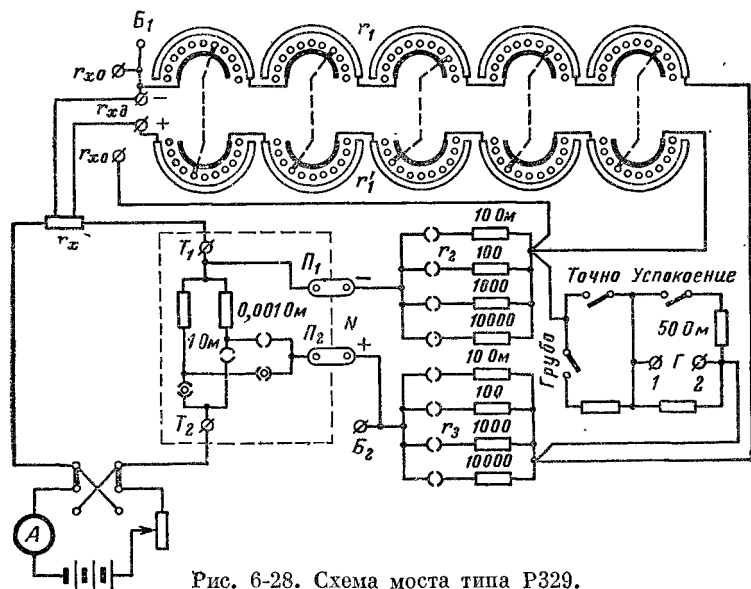 Б₁
r₁
rₓ₀
−
rₓ∂
+
rₓ₀
r₁'
rₓ
T₁
П₁
−
10 Ом
r₂
100
1000
10000
Точно Успокоение
0,001 Ом
1 Ом
П₂
N
+
Грубо
50 Ом
1
Г
2
T₂
Б₂
10 Ом
100
r₃
1000
10000
A
Рис. 6-28. Схема моста типа Р329.